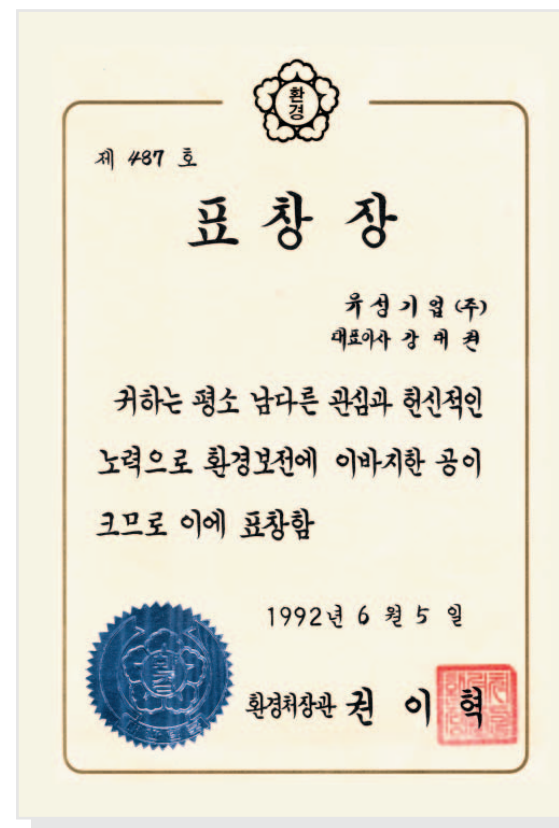 환경
제 487 호
표창장
유성기업(주)
대표이사 강대권
귀하는 평소 남다른 관심과 헌신적인
노력으로 환경보전에 이바지한 공이
크므로 이에 표창함
1992년 6월 5일
환경처장관 권이혁